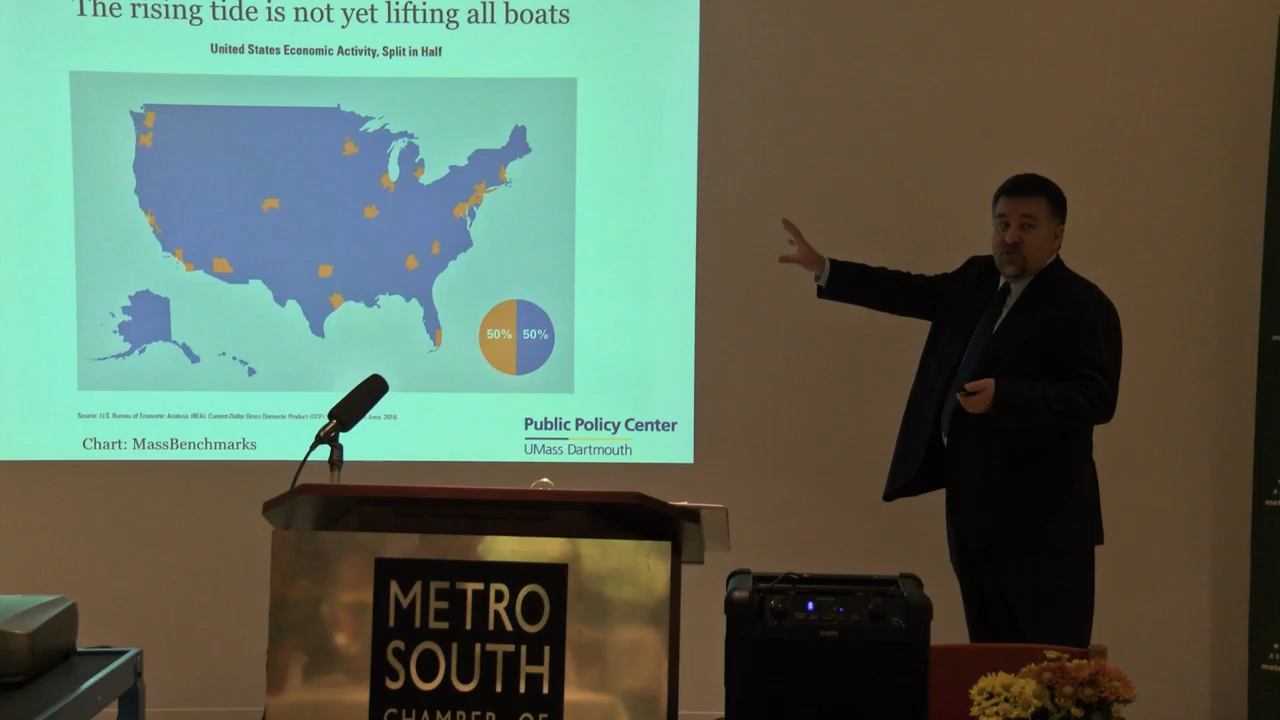 The rising tide is not yet lifting all boats
United States Economic Activity, Split in Half
50% 50%
Source: U.S. Bureau of Economic Analysis (BEA), Current-Dollar Gross Domestic Product (GDP) Area 2016
Chart: MassBenchmarks
Public Policy Center
UMass Dartmouth
METRO
SOUTH
CHAMBER OF